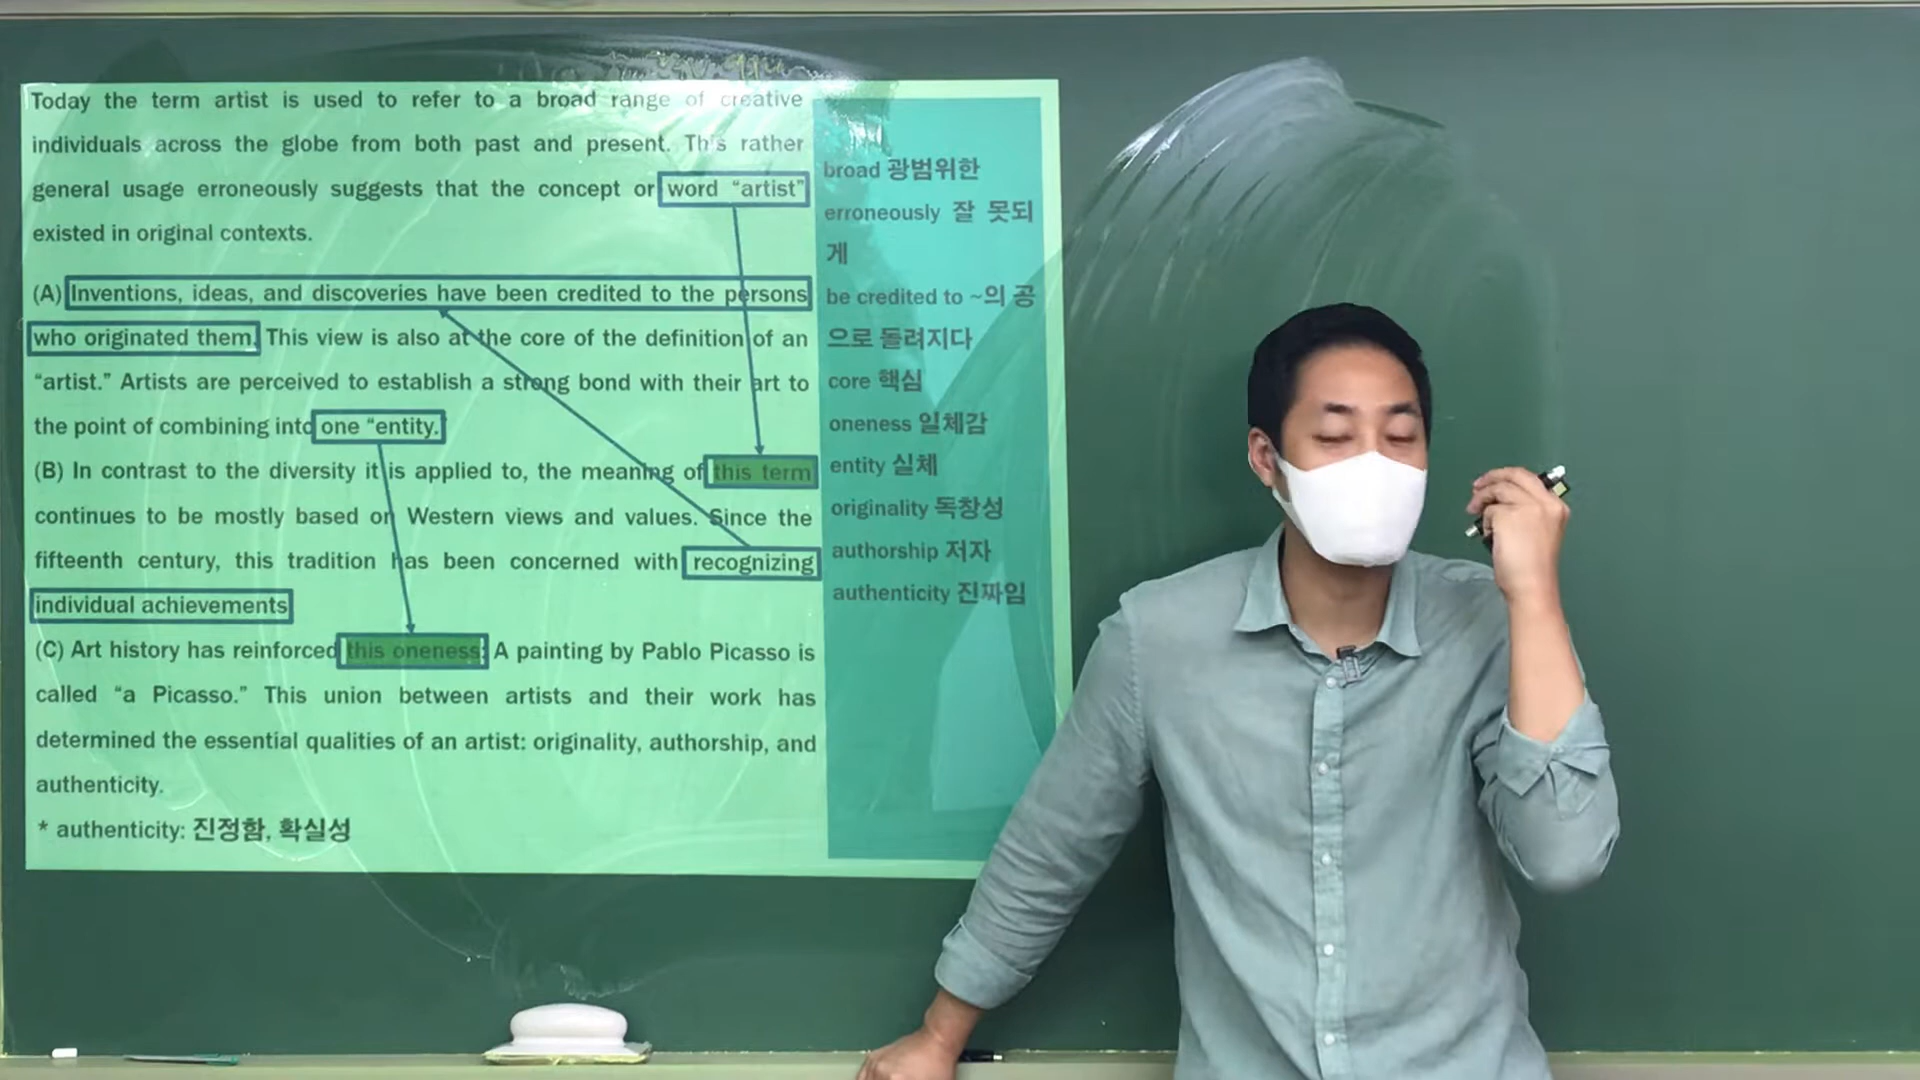 Today the term artist is used to refer to a broad range of creative
individuals across the globe from both past and present. This rather
general usage erroneously suggests that the concept or word “artist”
existed in original contexts.
(A) Inventions, ideas, and discoveries have been credited to the persons
who originated them. This view is also at the core of the definition of an
“artist.” Artists are perceived to establish a strong bond with their art to
the point of combining into one “entity.
(B) In contrast to the diversity it is applied to, the meaning of this term
continues to be mostly based on Western views and values. Since the
fifteenth century, this tradition has been concerned with recognizing
individual achievements
(C) Art history has reinforced this oneness: A painting by Pablo Picasso is
called “a Picasso.” This union between artists and their work has
determined the essential qualities of an artist: originality, authorship, and
authenticity.
* authenticity: 진정함, 확실성
broad 광범위한
erroneously 잘 못되
게
be credited to ~의 공
으로 돌려지다
core 핵심
oneness 일체감
entity 실체
originality 독창성
authorship 저자
authenticity 진짜임